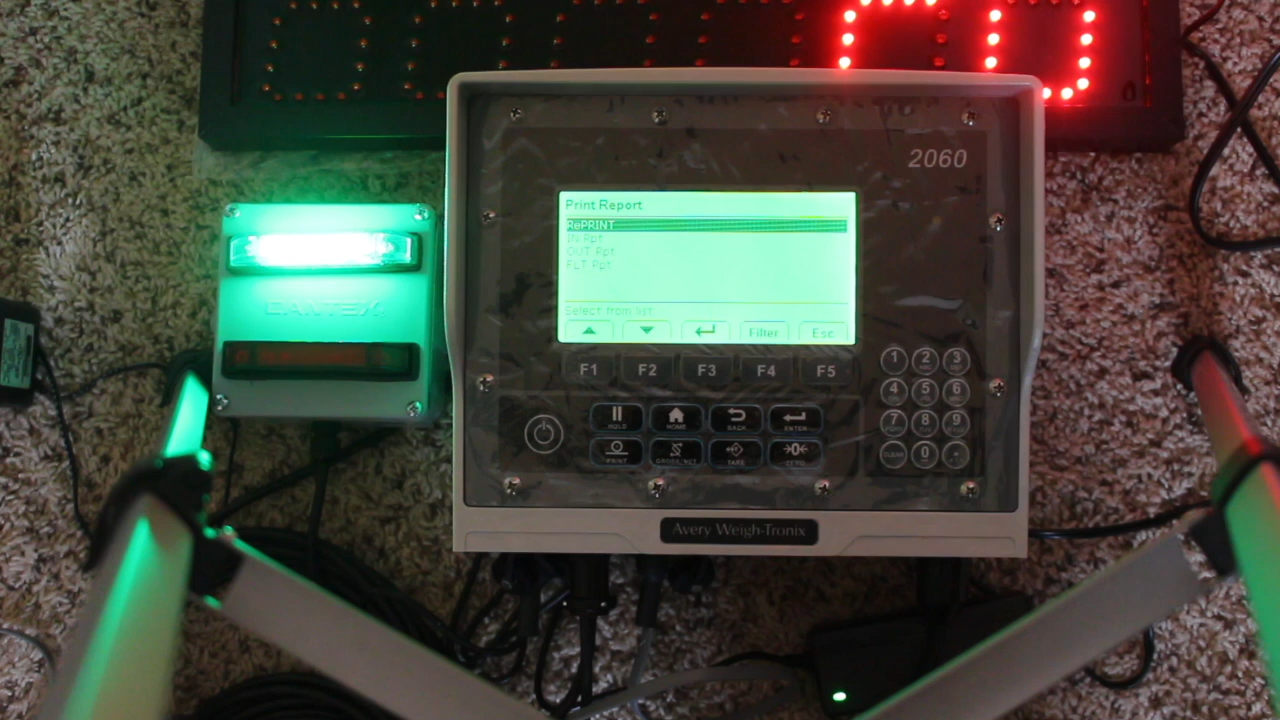 2060
Print Report
RePRINT
IN Rpt
OUT Rpt
FLT Rpt
Select from list
Filter Esc
F1 F2 F3 F4 F5
1 2 3
4 5 6
7 8 9
CLEAR 0 .
HOLD HOME BACK ENTER
PRINT GROSS/NET TARE ZERO
CANTEX
Avery Weigh-Tronix